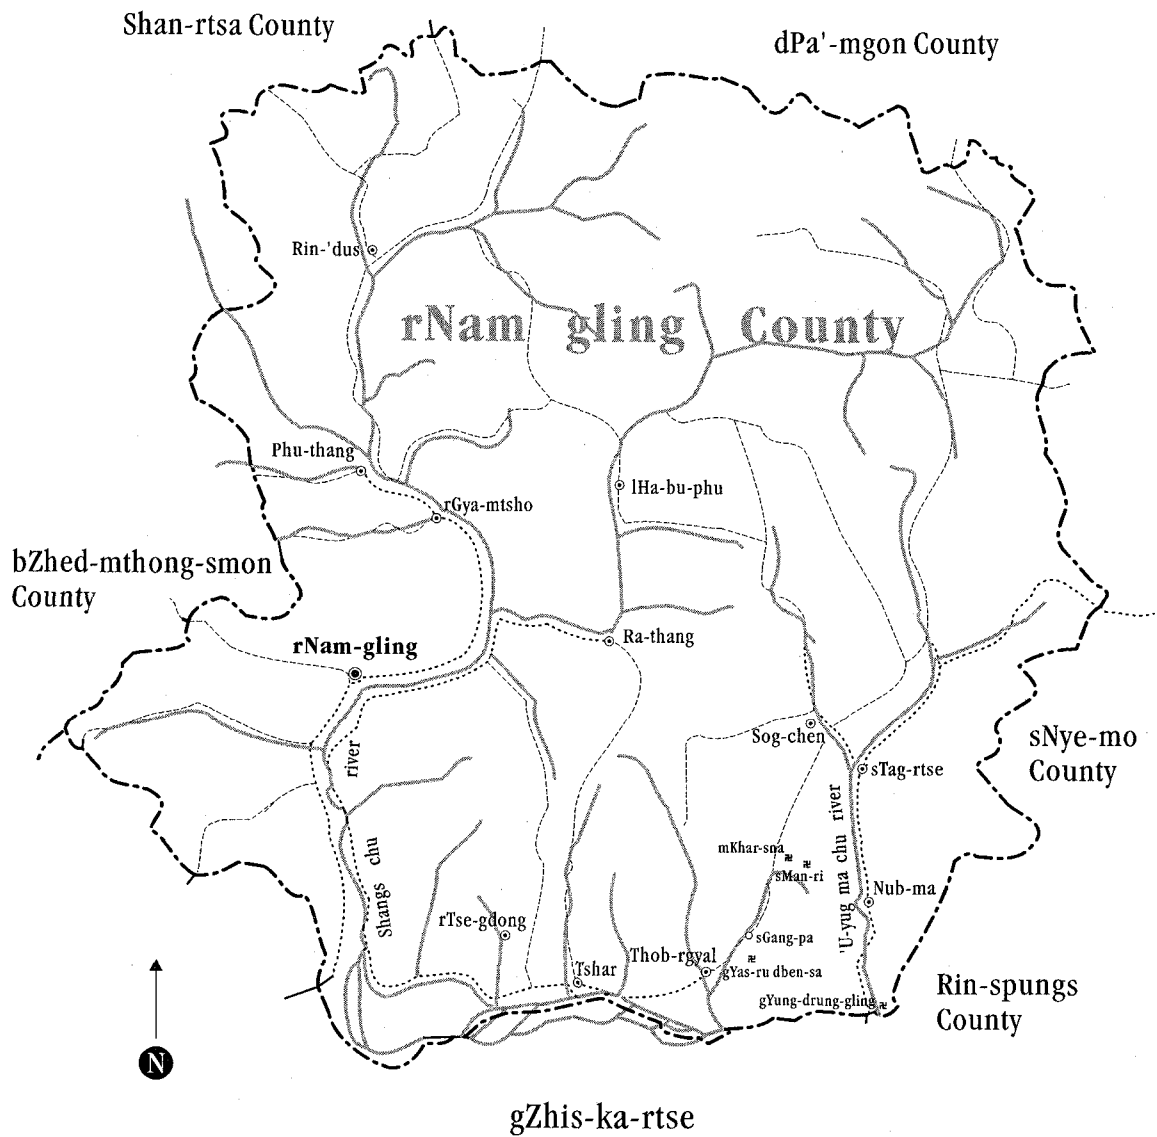 Shan-rtsa County
dPa'-mgon County
Rin-'dus
rNam gling County
Phu-thang
rGya-mtsho
lHa-bu-phu
bZhed-mthong-smon
County
rNam-gling
Ra-thang
Sog-chen
sNye-mo
County
sTag-rtse
river
Shangs chu
'U-yug ma chu river
mKhar-sna
sMan-ri
Nub-ma
rTse-gdong
sGang-pa
Thob-rgyal
Tshar
gYas-ru dben-sa
gYung-drung-gling
Rin-spungs
County
N
gZhis-ka-rtse